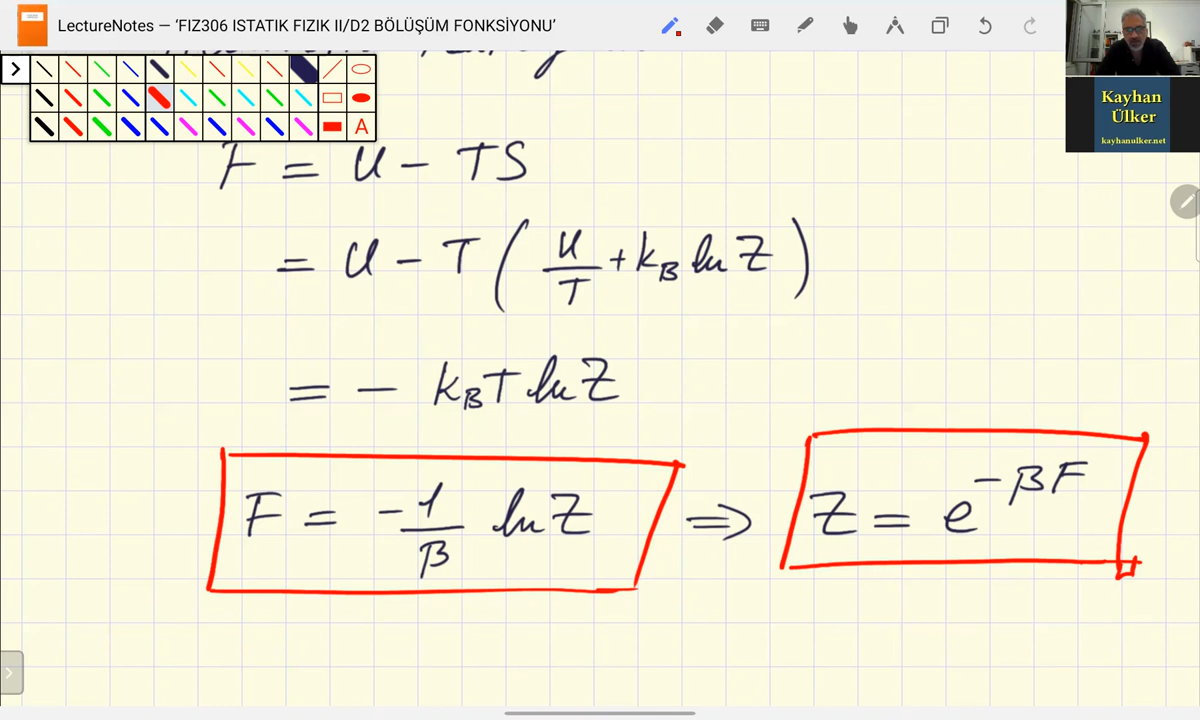 LectureNotes — ‘FIZ306 ISTATIK FIZIK II/D2 BÖLÜŞÜM FONKSİYONU’
A
Kayhan
Ülker
kayhanulker.net
F = U - TS
= U - T ( U/T + k_B ln Z )
= - k_B T ln Z
F = -1/β ln Z ⇒ Z = e^{-βF}